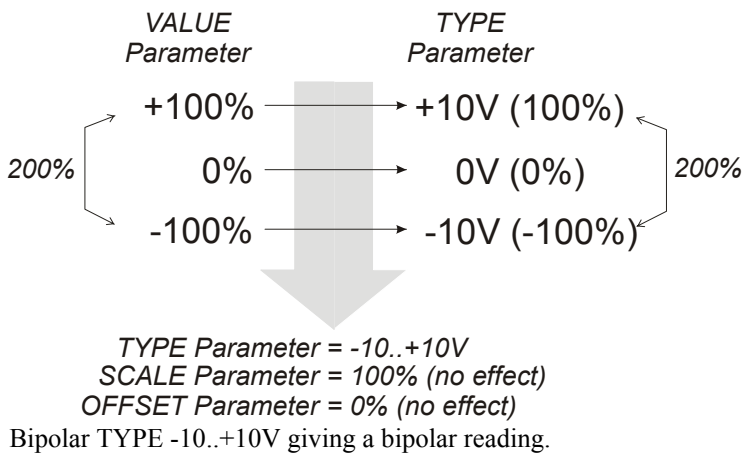 VALUE
Parameter
TYPE
Parameter
+100%
+10V (100%)
200%
0%
0V (0%)
200%
-100%
-10V (-100%)
TYPE Parameter = -10..+10V
SCALE Parameter = 100% (no effect)
OFFSET Parameter = 0% (no effect)
Bipolar TYPE -10..+10V giving a bipolar reading.